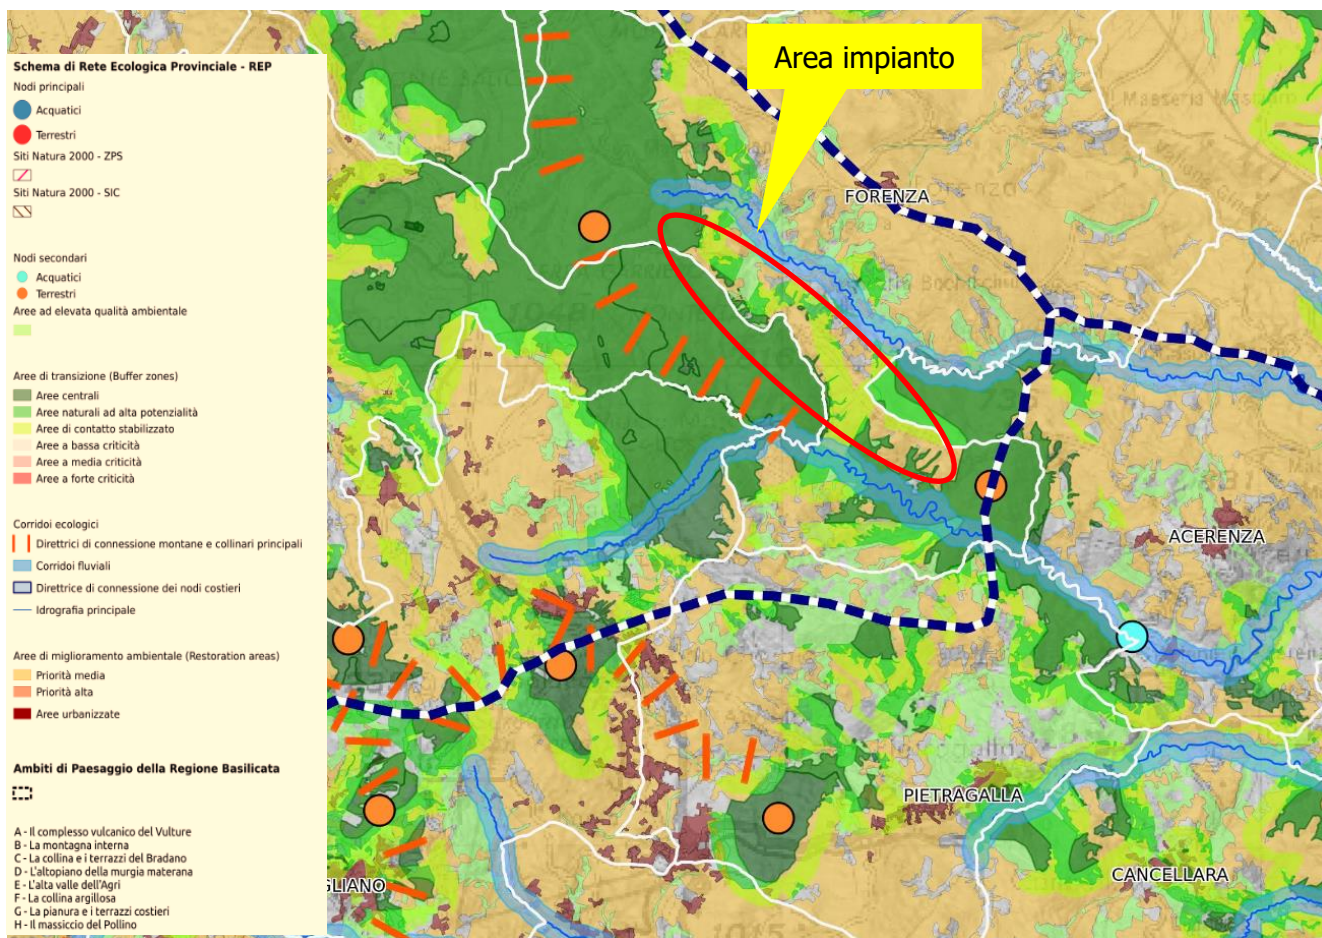 Schema di Rete Ecologica Provinciale - REP
Nodi principali
Acquatici
Terrestri
Siti Natura 2000 - ZPS
Siti Natura 2000 - SIC
Nodi secondari
Acquatici
Terrestri
Aree ad elevata qualità ambientale
Aree di transizione (Buffer zones)
Aree centrali
Aree naturali ad alta potenzialità
Aree di contatto stabilizzato
Aree a bassa criticità
Aree a media criticità
Aree a forte criticità
Corridoi ecologici
Direttrici di connessione montane e collinari principali
Corridoi fluviali
Direttrice di connessione dei nodi costieri
Idrografia principale
Aree di miglioramento ambientale (Restoration areas)
Priorità media
Priorità alta
Aree urbanizzate
Ambiti di Paesaggio della Regione Basilicata
A - Il complesso vulcanico del Vulture
B - La montagna interna
C - La collina e i terrazzi del Bradano
D - L'altopiano della murgia materana
E - L'alta valle dell'Agri
F - La collina argillosa
G - La pianura e i terrazzi costieri
H - Il massiccio del Pollino
Area impianto
FORENZA
ACERENZA
PIETRAGALLA
CANCELLARA
GLIANO